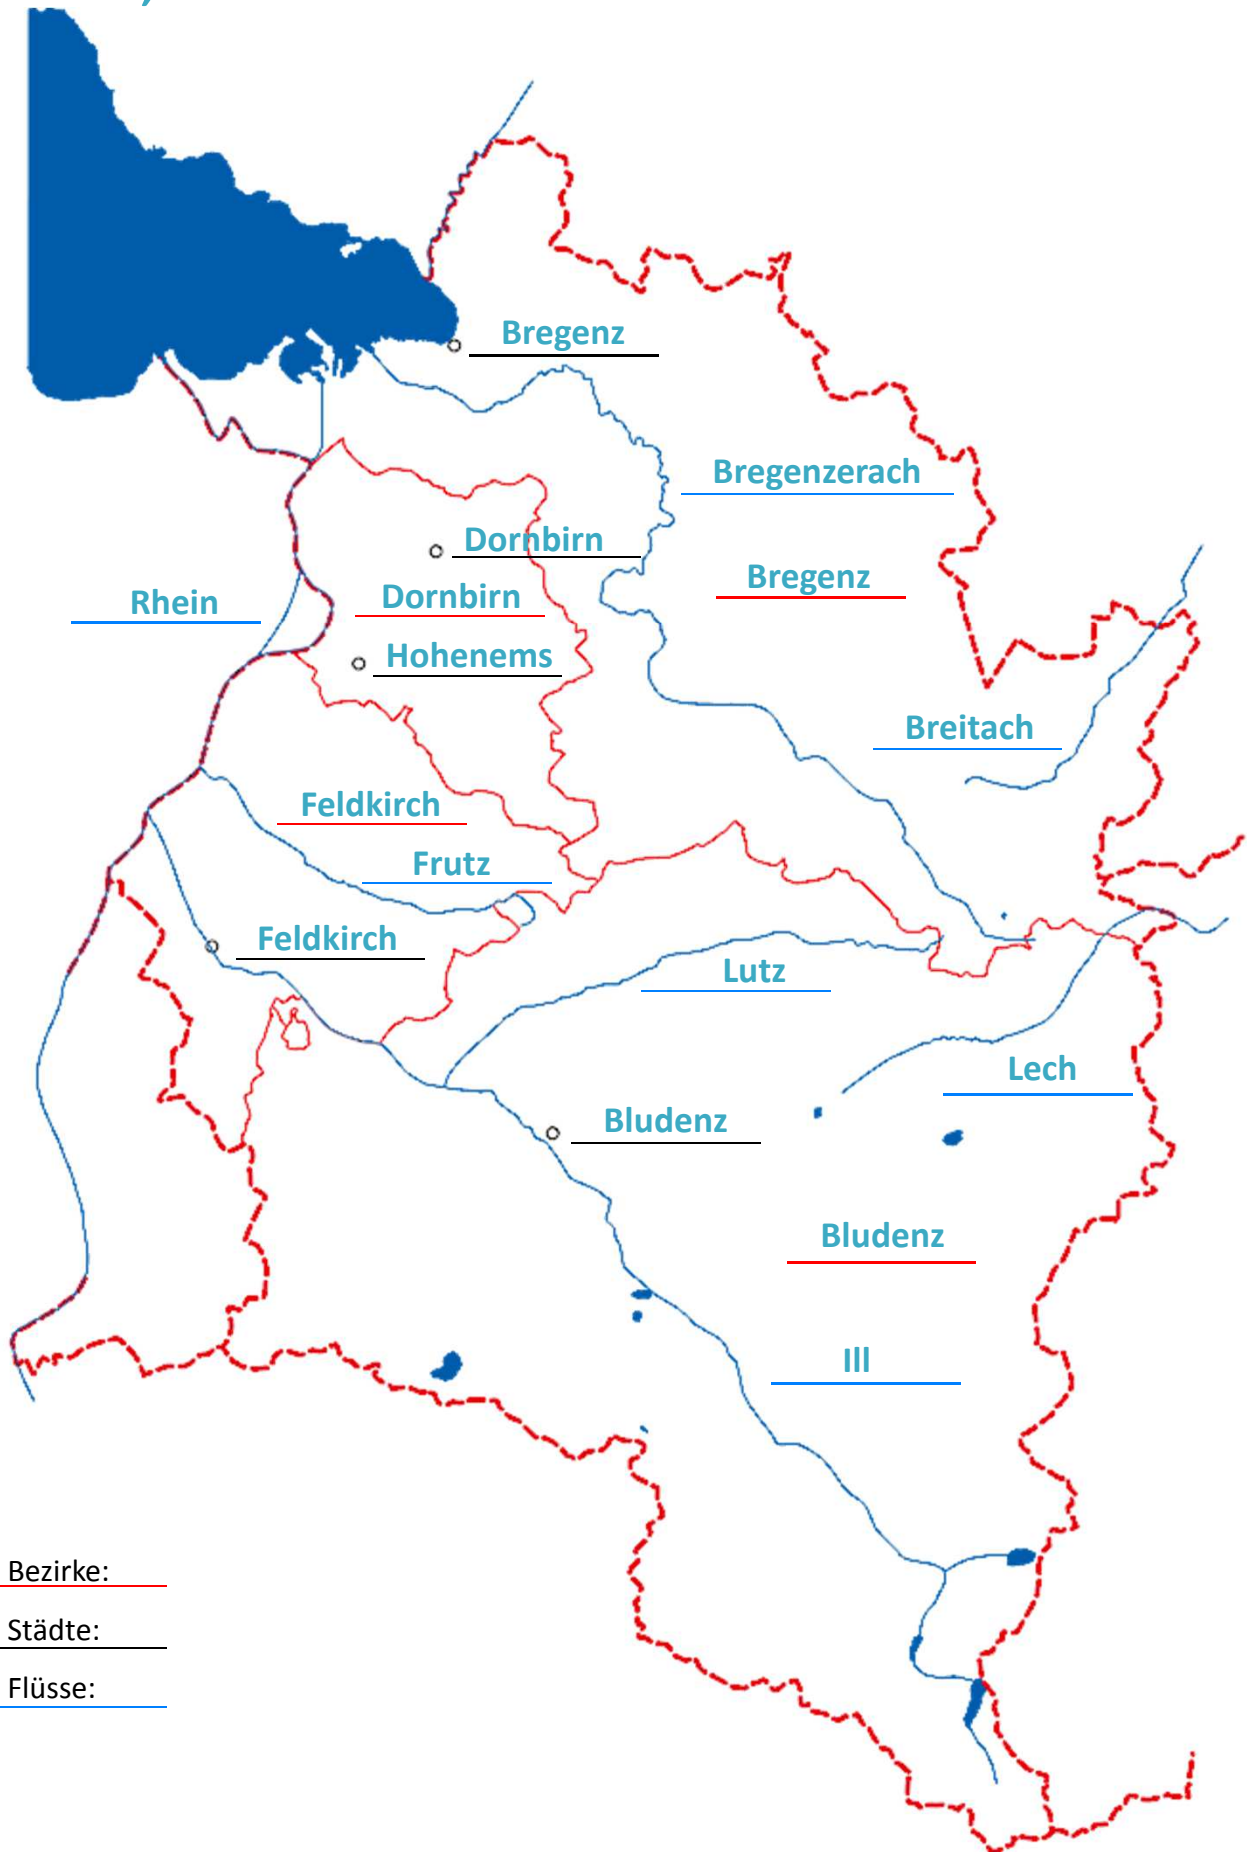 Bregenz
Bregenzerach
Dornbirn
Bregenz
Rhein
Dornbirn
Hohenems
Breitach
Feldkirch
Frutz
Feldkirch
Lutz
Lech
Bludenz
Bludenz
Ill
Bezirke:
Städte:
Flüsse: